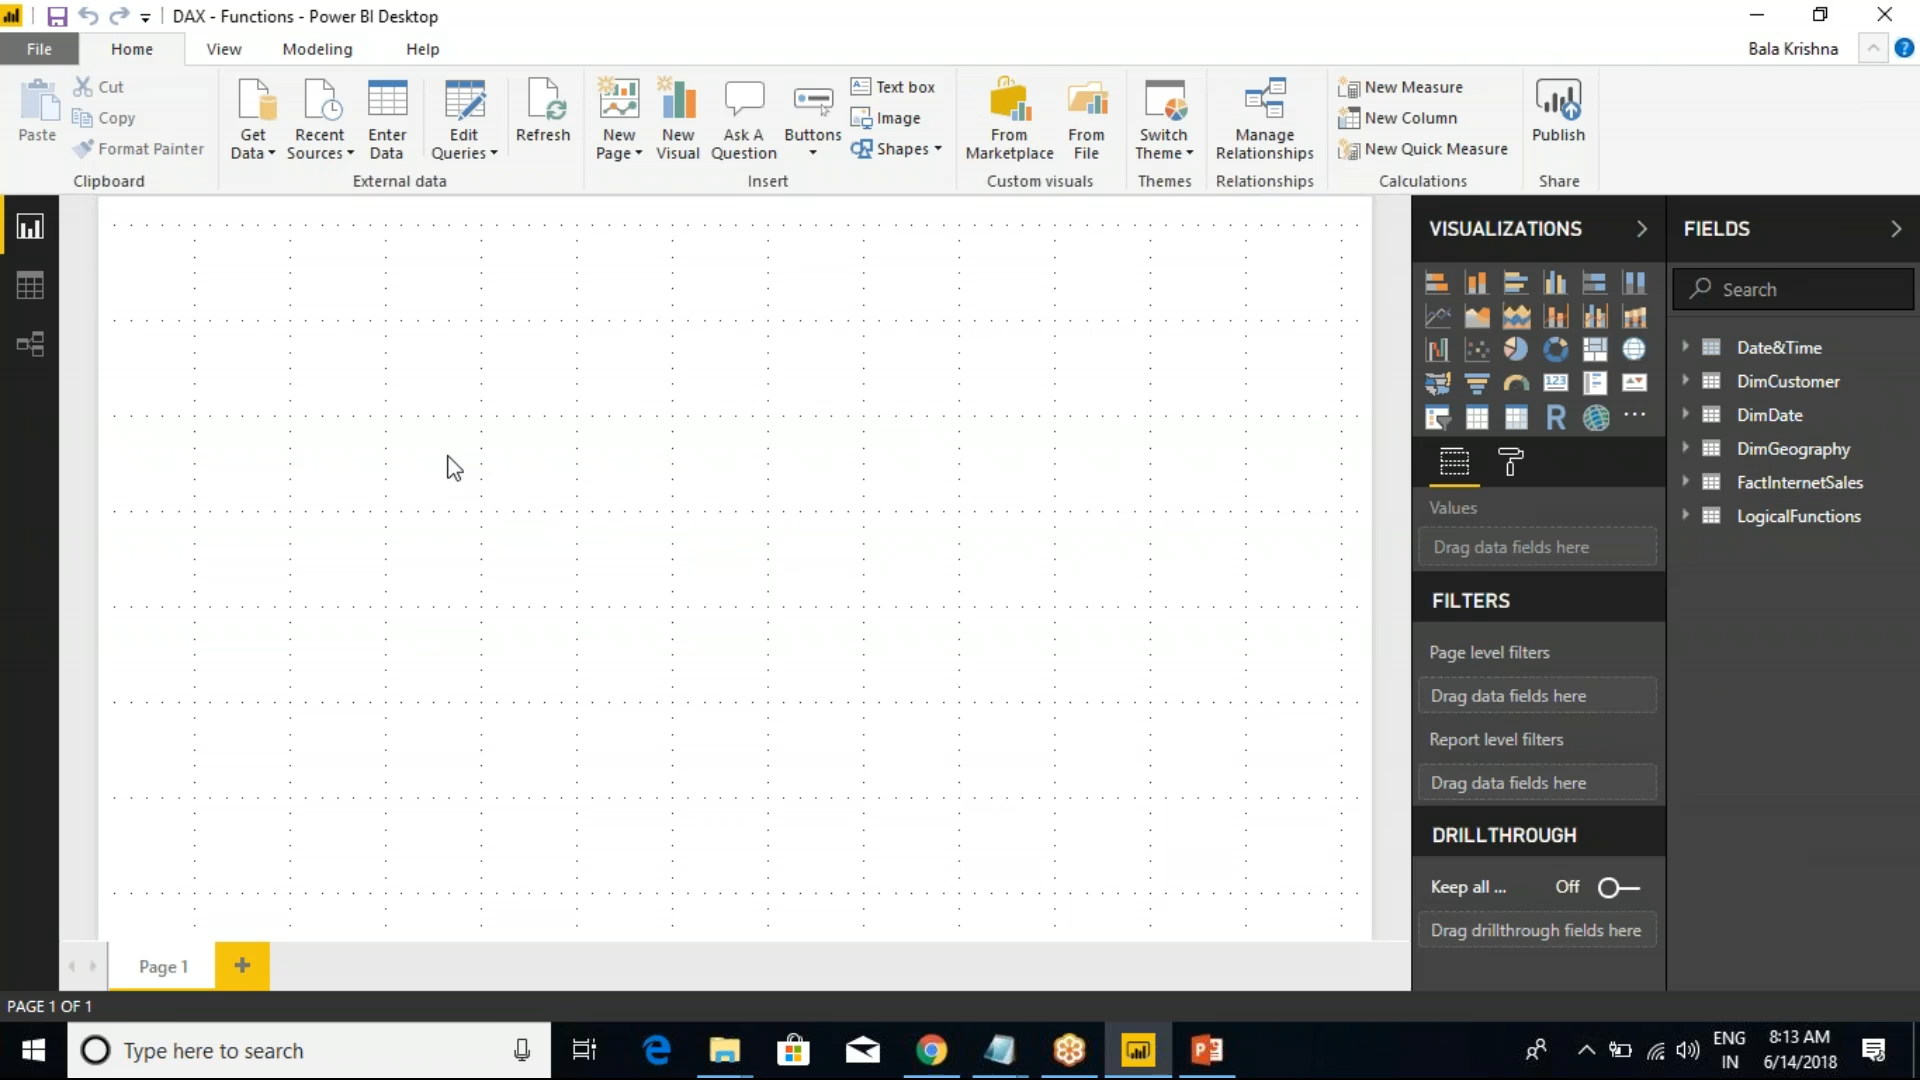 DAX - Functions - Power BI Desktop
File Home View Modeling Help Bala Krishna ?
Paste
Cut
Copy
Format Painter
Clipboard
Get Data
Recent Sources
Enter Data
Edit Queries
Refresh
External data
New Page
New Visual
Ask A Question
Buttons
Text box
Image
Shapes
Insert
From Marketplace
From File
Custom visuals
Switch Theme
Themes
Manage Relationships
Relationships
New Measure
New Column
New Quick Measure
Calculations
Publish
Share
VISUALIZATIONS
123
R
Values
Drag data fields here
FILTERS
Page level filters
Drag data fields here
Report level filters
Drag data fields here
DRILLTHROUGH
Keep all ... Off
Drag drillthrough fields here
FIELDS
Search
Date&Time
DimCustomer
DimDate
DimGeography
FactInternetSales
LogicalFunctions
Page 1 +
PAGE 1 OF 1
Type here to search
ENG
IN
8:13 AM
6/14/2018